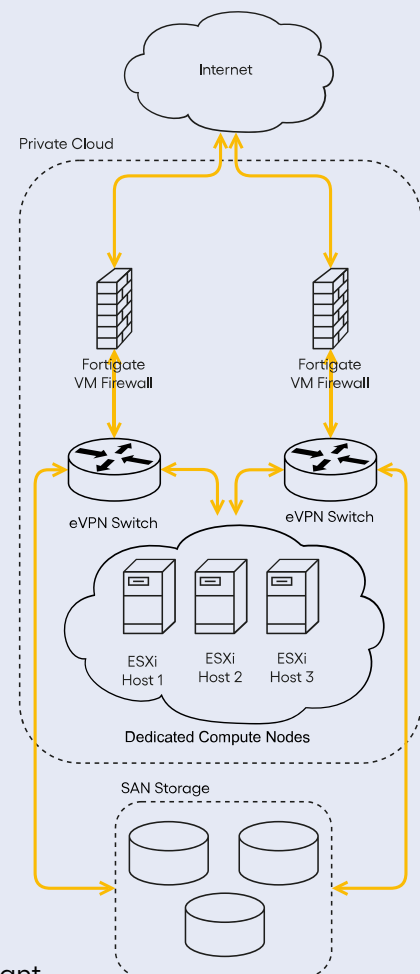 Internet
Private Cloud
Fortigate
VM Firewall
Fortigate
VM Firewall
eVPN Switch
eVPN Switch
ESXi
Host 1
ESXi
Host 2
ESXi
Host 3
Dedicated Compute Nodes
SAN Storage